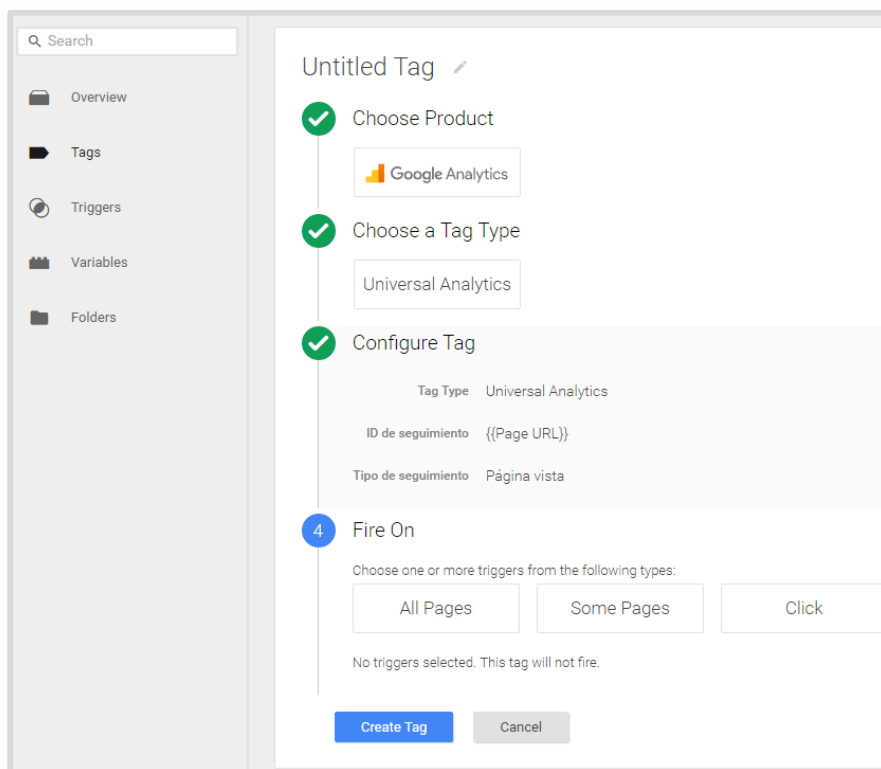 Search
Overview
Tags
Triggers
Variables
Folders
Untitled Tag
Choose Product
Google Analytics
Choose a Tag Type
Universal Analytics
Configure Tag
Tag Type Universal Analytics
ID de seguimiento {{Page URL}}
Tipo de seguimiento Página vista
4 Fire On
Choose one or more triggers from the following types:
All Pages Some Pages Click
No triggers selected. This tag will not fire.
Create Tag Cancel